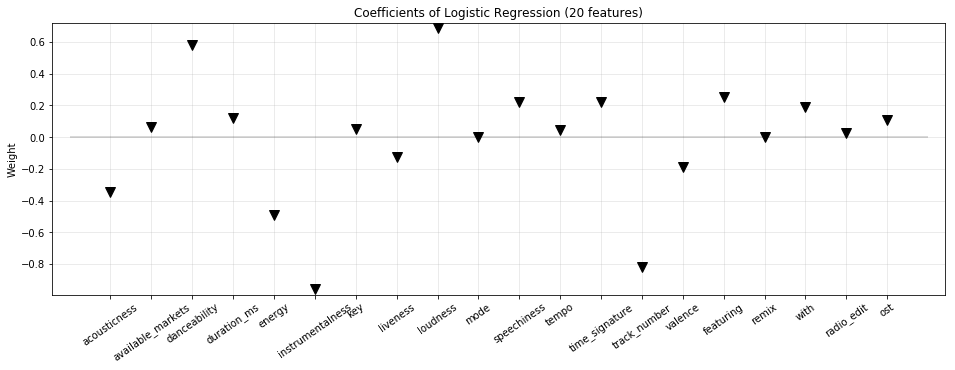 Coefficients of Logistic Regression (20 features)
Weight
0.6
0.4
0.2
0.0
−0.2
−0.4
−0.6
−0.8
acousticness
available_markets
danceability
duration_ms
energy
instrumentalness
key
liveness
loudness
mode
speechiness
tempo
time_signature
track_number
valence
featuring
remix
with
radio_edit
ost